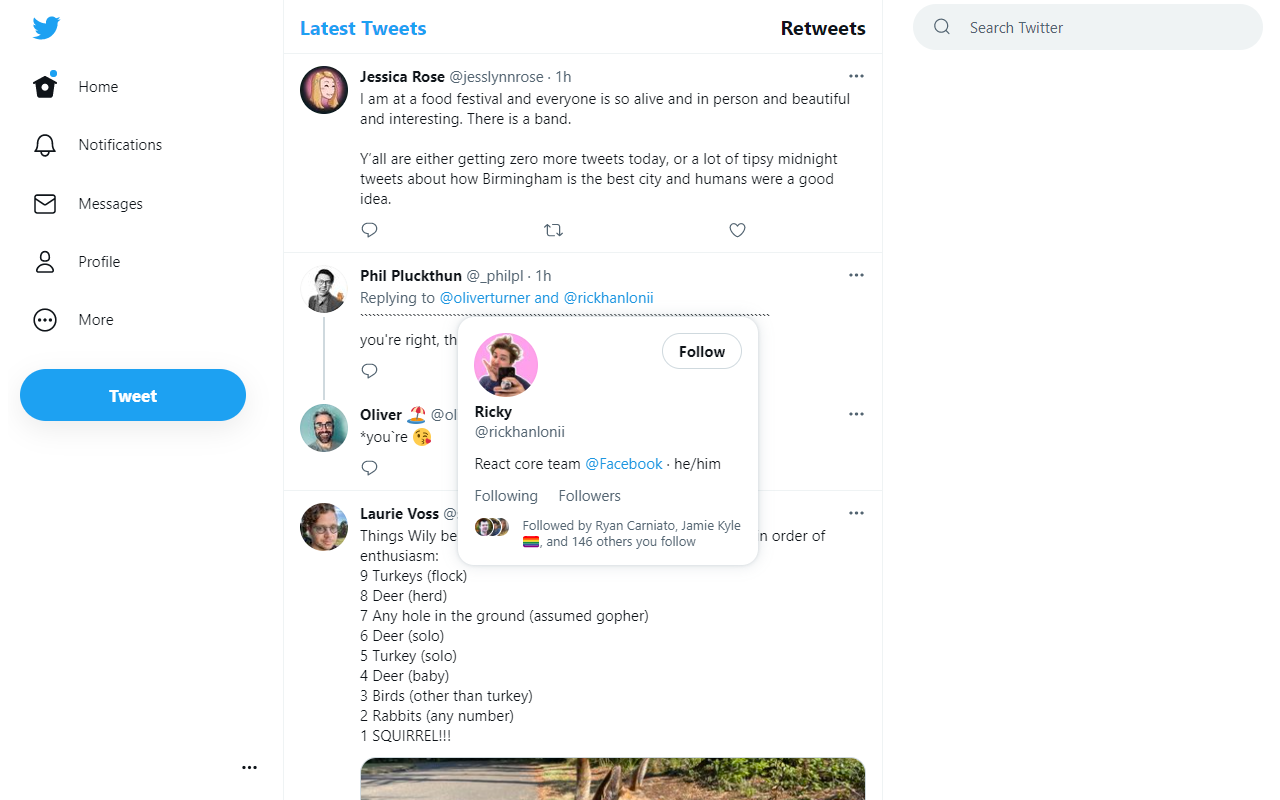 Latest Tweets
Retweets
Search Twitter
Home
Notifications
Messages
Profile
More
Tweet
Jessica Rose @jesslynnrose · 1h
I am at a food festival and everyone is so alive and in person and beautiful
and interesting. There is a band.
Y’all are either getting zero more tweets today, or a lot of tipsy midnight
tweets about how Birmingham is the best city and humans were a good
idea.
Phil Pluckthun @_philpl · 1h
Replying to @oliverturner and @rickhanlonii
you're right, th
Oliver 🏖️ @ol
*you`re 😘
Follow
Ricky
@rickhanlonii
React core team @Facebook · he/him
Following Followers
Followed by Ryan Carniato, Jamie Kyle
🏳️‍🌈, and 146 others you follow
Laurie Voss @
Things Wily be n order of
enthusiasm:
9 Turkeys (flock)
8 Deer (herd)
7 Any hole in the ground (assumed gopher)
6 Deer (solo)
5 Turkey (solo)
4 Deer (baby)
3 Birds (other than turkey)
2 Rabbits (any number)
1 SQUIRREL!!!